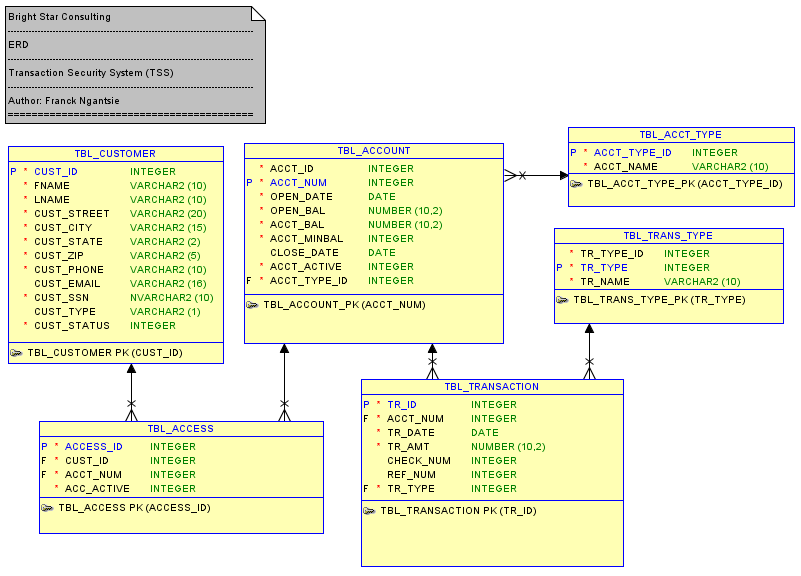 Bright Star Consulting
ERD
Transaction Security System (TSS)
Author: Franck Ngantsie
TBL_CUSTOMER
P * CUST_ID INTEGER
* FNAME VARCHAR2 (10)
* LNAME VARCHAR2 (10)
* CUST_STREET VARCHAR2 (20)
* CUST_CITY VARCHAR2 (15)
* CUST_STATE VARCHAR2 (2)
* CUST_ZIP VARCHAR2 (5)
* CUST_PHONE VARCHAR2 (10)
CUST_EMAIL VARCHAR2 (16)
* CUST_SSN NVARCHAR2 (10)
CUST_TYPE VARCHAR2 (1)
* CUST_STATUS INTEGER
TBL_CUSTOMER PK (CUST_ID)
TBL_ACCOUNT
* ACCT_ID INTEGER
P * ACCT_NUM INTEGER
* OPEN_DATE DATE
* OPEN_BAL NUMBER (10,2)
* ACCT_BAL NUMBER (10,2)
* ACCT_MINBAL INTEGER
CLOSE_DATE DATE
* ACCT_ACTIVE INTEGER
F * ACCT_TYPE_ID INTEGER
TBL_ACCOUNT_PK (ACCT_NUM)
TBL_ACCT_TYPE
P * ACCT_TYPE_ID INTEGER
* ACCT_NAME VARCHAR2 (10)
TBL_ACCT_TYPE_PK (ACCT_TYPE_ID)
TBL_TRANS_TYPE
* TR_TYPE_ID INTEGER
P * TR_TYPE INTEGER
* TR_NAME VARCHAR2 (10)
TBL_TRANS_TYPE_PK (TR_TYPE)
TBL_ACCESS
P * ACCESS_ID INTEGER
F * CUST_ID INTEGER
F * ACCT_NUM INTEGER
* ACC_ACTIVE INTEGER
TBL_ACCESS PK (ACCESS_ID)
TBL_TRANSACTION
P * TR_ID INTEGER
F * ACCT_NUM INTEGER
* TR_DATE DATE
* TR_AMT NUMBER (10,2)
CHECK_NUM INTEGER
REF_NUM INTEGER
F * TR_TYPE INTEGER
TBL_TRANSACTION PK (TR_ID)